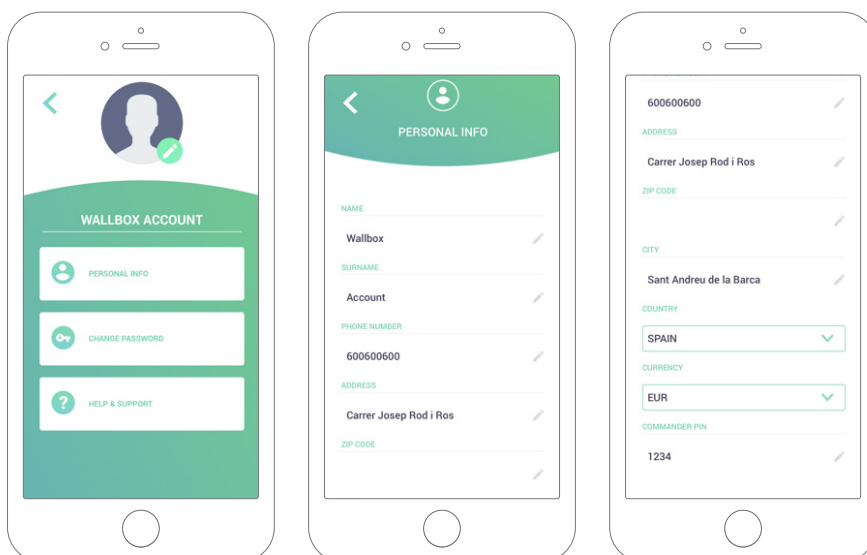 WALLBOX ACCOUNT
PERSONAL INFO
CHANGE PASSWORD
HELP & SUPPORT
PERSONAL INFO
NAME
Wallbox
SURNAME
Account
PHONE NUMBER
600600600
ADDRESS
Carrer Josep Rod i Ros
ZIP CODE
600600600
ADDRESS
Carrer Josep Rod i Ros
ZIP CODE
CITY
Sant Andreu de la Barca
COUNTRY
SPAIN
CURRENCY
EUR
COMMANDER PIN
1234